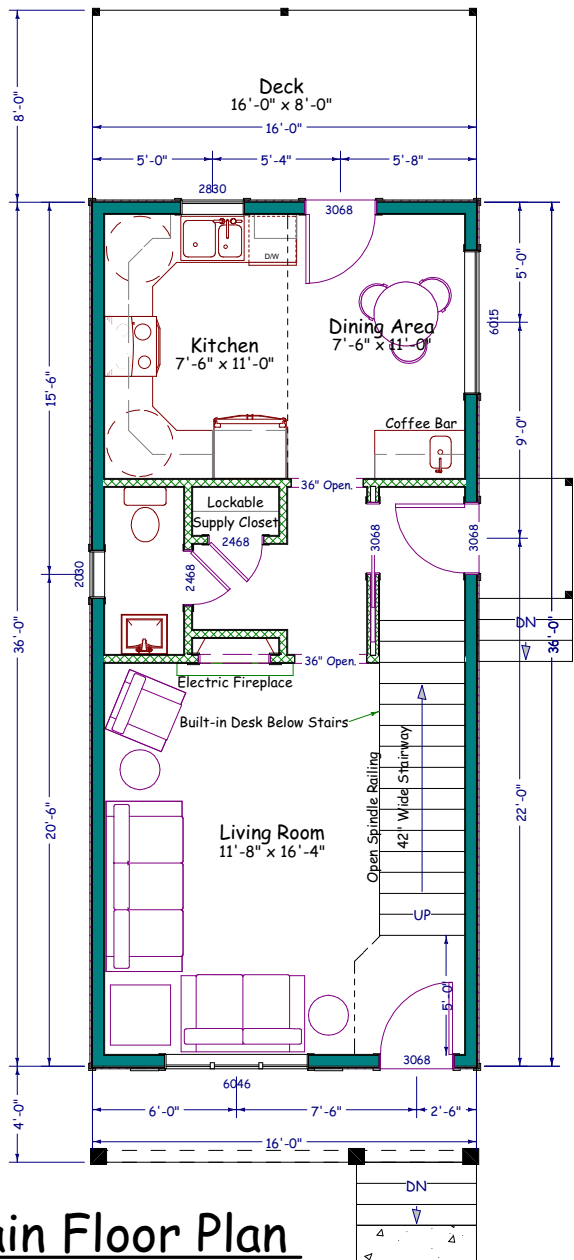 Deck
16'-0" x 8'-0"
8'-0"
16'-0"
5'-0"
5'-4"
5'-8"
2830
3068
D/W
Kitchen
7'-6" x 11'-0"
Dining Area
7'-6" x 11'-0"
5'-0"
6015
15'-6"
9'-0"
Coffee Bar
36" Open.
Lockable
Supply Closet
2468
2468
3068
3068
2030
36'-0"
DN
36'-0"
36" Open.
Electric Fireplace
Built-in Desk Below Stairs
Open Spindle Railing
42" Wide Stairway
20'-6"
22'-0"
Living Room
11'-8" x 16'-4"
UP
5'-0"
3068
6046
4'-0"
6'-0"
7'-6"
2'-6"
16'-0"
DN
ain Floor Plan